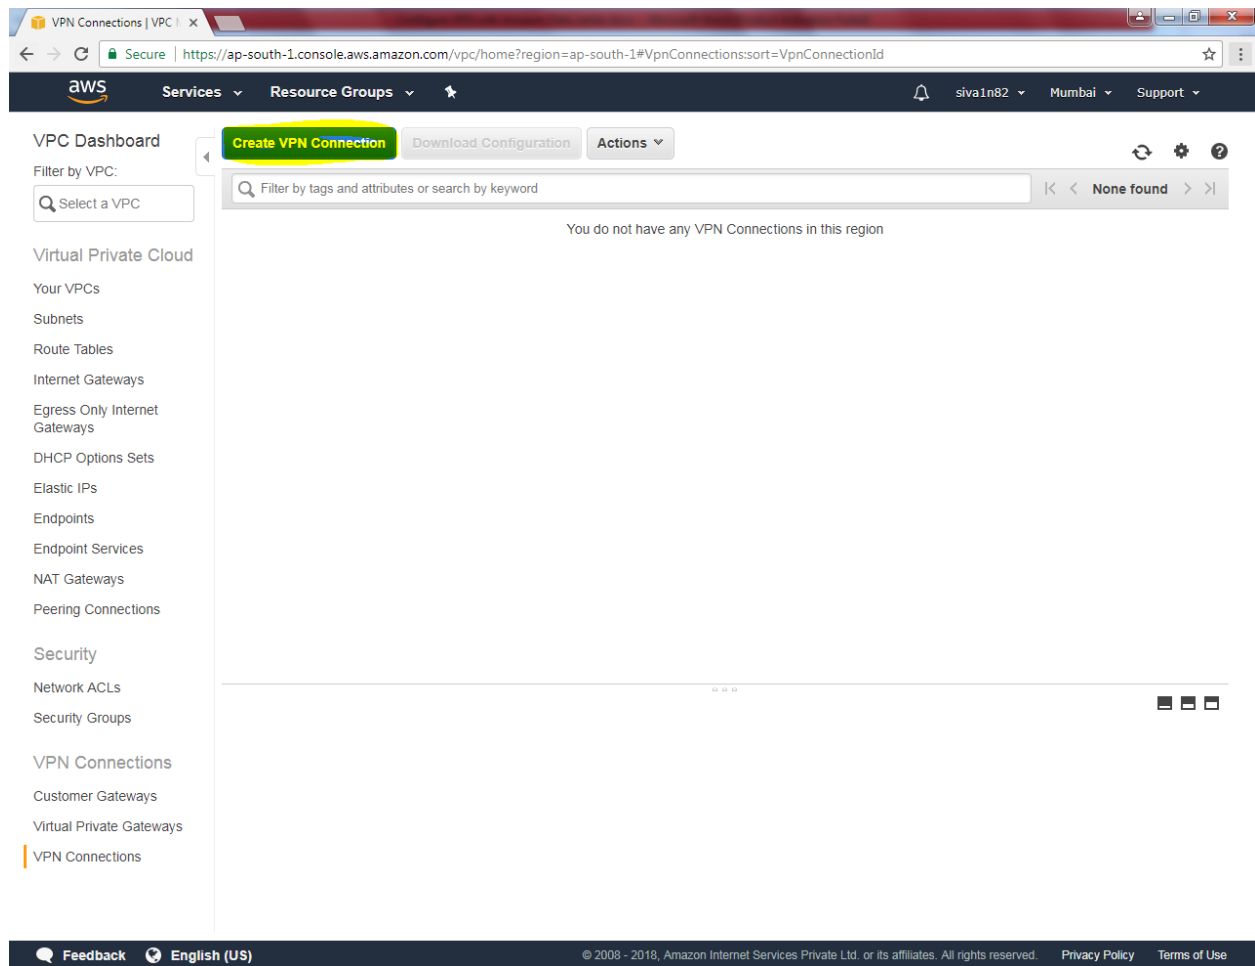 VPN Connections | VPC
Secure | https://ap-south-1.console.aws.amazon.com/vpc/home?region=ap-south-1#VpnConnections:sort=VpnConnectionId
aws Services Resource Groups siva1n82 Mumbai Support
VPC Dashboard
Filter by VPC:
Select a VPC
Virtual Private Cloud
Your VPCs
Subnets
Route Tables
Internet Gateways
Egress Only Internet
Gateways
DHCP Options Sets
Elastic IPs
Endpoints
Endpoint Services
NAT Gateways
Peering Connections
Security
Network ACLs
Security Groups
VPN Connections
Customer Gateways
Virtual Private Gateways
VPN Connections
Create VPN Connection Download Configuration Actions
Filter by tags and attributes or search by keyword None found
You do not have any VPN Connections in this region
Feedback English (US) © 2008 - 2018, Amazon Internet Services Private Ltd. or its affiliates. All rights reserved. Privacy Policy Terms of Use